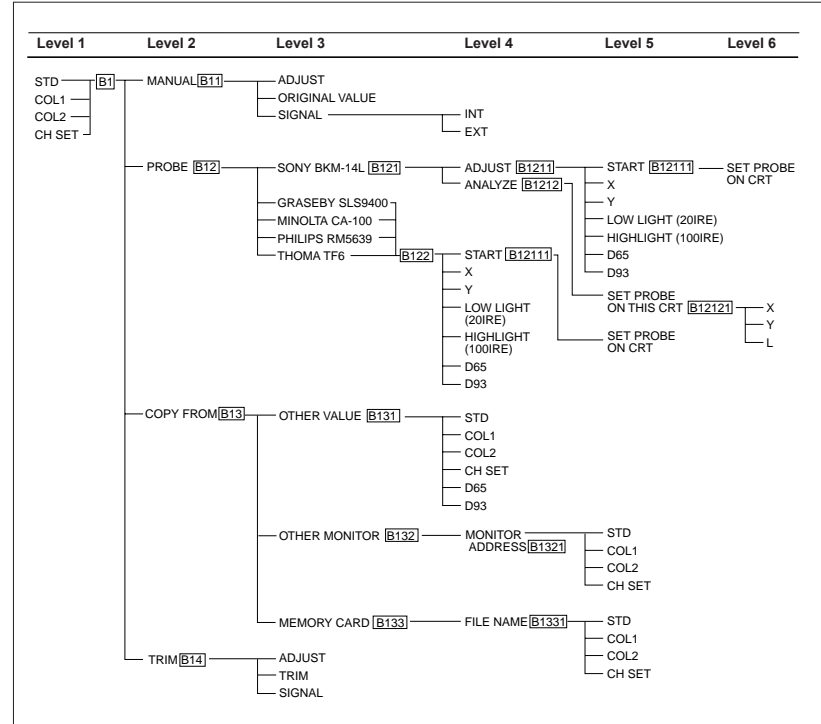 Level 1 Level 2 Level 3 Level 4 Level 5 Level 6
STD B1 MANUAL B11 ADJUST
COL1 ORIGINAL VALUE
COL2 SIGNAL INT
CH SET EXT
PROBE B12 SONY BKM-14L B121 ADJUST B1211 START B12111 SET PROBE
ON CRT
ANALYZE B1212 X
Y
GRASEBY SLS9400 LOW LIGHT (20IRE)
MINOLTA CA-100 HIGHLIGHT (100IRE)
PHILIPS RM5639 D65
THOMA TF6 B122 START B12111 D93
X
Y SET PROBE
ON THIS CRT B12121 X
LOW LIGHT Y
(20IRE) L
HIGHLIGHT SET PROBE
(100IRE) ON CRT
D65
D93
COPY FROM B13 OTHER VALUE B131 STD
COL1
COL2
CH SET
D65
D93
OTHER MONITOR B132 MONITOR STD
ADDRESS B1321 COL1
COL2
CH SET
MEMORY CARD B133 FILE NAME B1331 STD
COL1
TRIM B14 ADJUST COL2
TRIM CH SET
SIGNAL